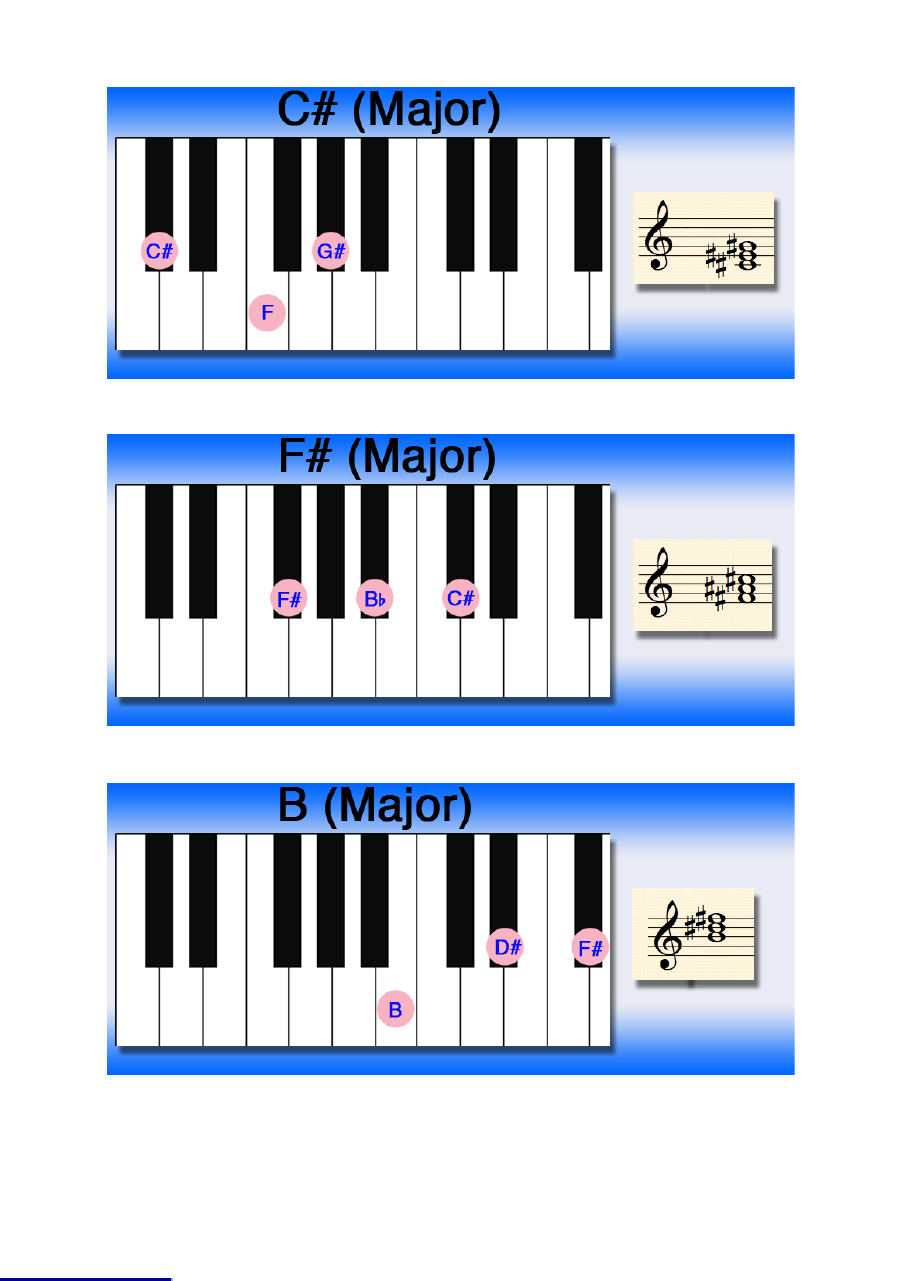 C# (Major)
C# G#
F
F# (Major)
F# B♭ C#
B (Major)
D# F#
B